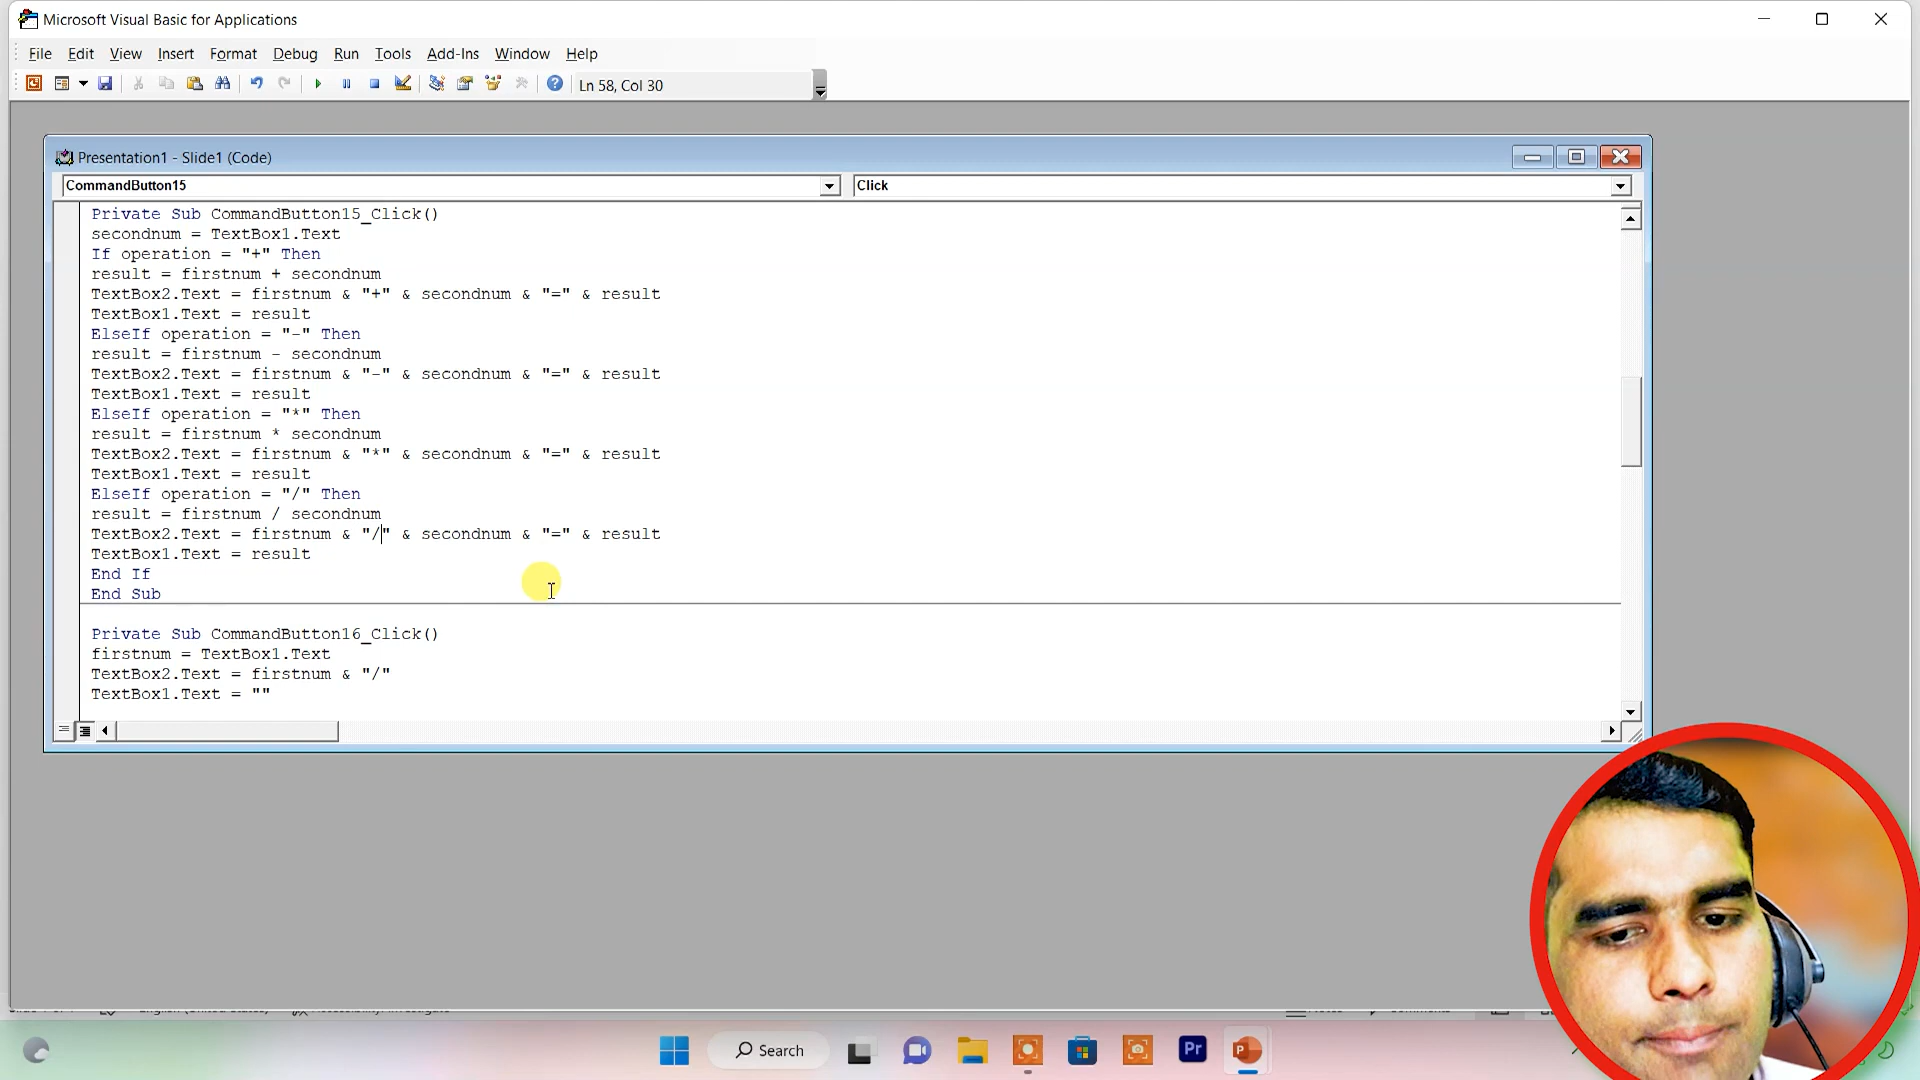 Microsoft Visual Basic for Applications
File Edit View Insert Format Debug Run Tools Add-Ins Window Help
Ln 58, Col 30
Presentation1 - Slide1 (Code)
CommandButton15 Click
Private Sub CommandButton15_Click()
secondnum = TextBox1.Text
If operation = "+" Then
result = firstnum + secondnum
TextBox2.Text = firstnum & "+" & secondnum & "=" & result
TextBox1.Text = result
ElseIf operation = "-" Then
result = firstnum - secondnum
TextBox2.Text = firstnum & "-" & secondnum & "=" & result
TextBox1.Text = result
ElseIf operation = "*" Then
result = firstnum * secondnum
TextBox2.Text = firstnum & "*" & secondnum & "=" & result
TextBox1.Text = result
ElseIf operation = "/" Then
result = firstnum / secondnum
TextBox2.Text = firstnum & "/" & secondnum & "=" & result
TextBox1.Text = result
End If
End Sub
Private Sub CommandButton16_Click()
firstnum = TextBox1.Text
TextBox2.Text = firstnum & "/"
TextBox1.Text = ""
Search
Pr
P